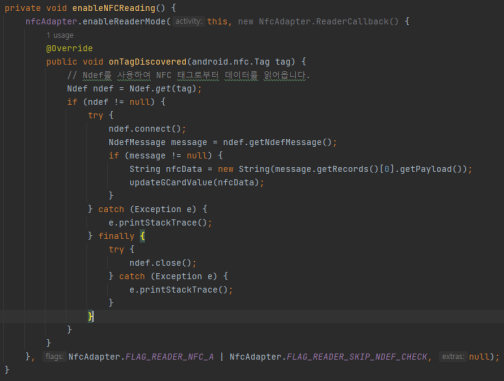 private void enableNFCReading() {
    nfcAdapter.enableReaderMode( activity: this, new NfcAdapter.ReaderCallback() {
        1 usage
        @Override
        public void onTagDiscovered(android.nfc.Tag tag) {
            // Ndef를 사용하여 NFC 태그로부터 데이터를 읽어옵니다.
            Ndef ndef = Ndef.get(tag);
            if (ndef != null) {
                try {
                    ndef.connect();
                    NdefMessage message = ndef.getNdefMessage();
                    if (message != null) {
                        String nfcData = new String(message.getRecords()[0].getPayload());
                        updateGCardValue(nfcData);
                    }
                } catch (Exception e) {
                    e.printStackTrace();
                } finally {
                    try {
                        ndef.close();
                    } catch (Exception e) {
                        e.printStackTrace();
                    }
                }
            }
        }
    }, flags: NfcAdapter.FLAG_READER_NFC_A | NfcAdapter.FLAG_READER_SKIP_NDEF_CHECK, extras: null);
}